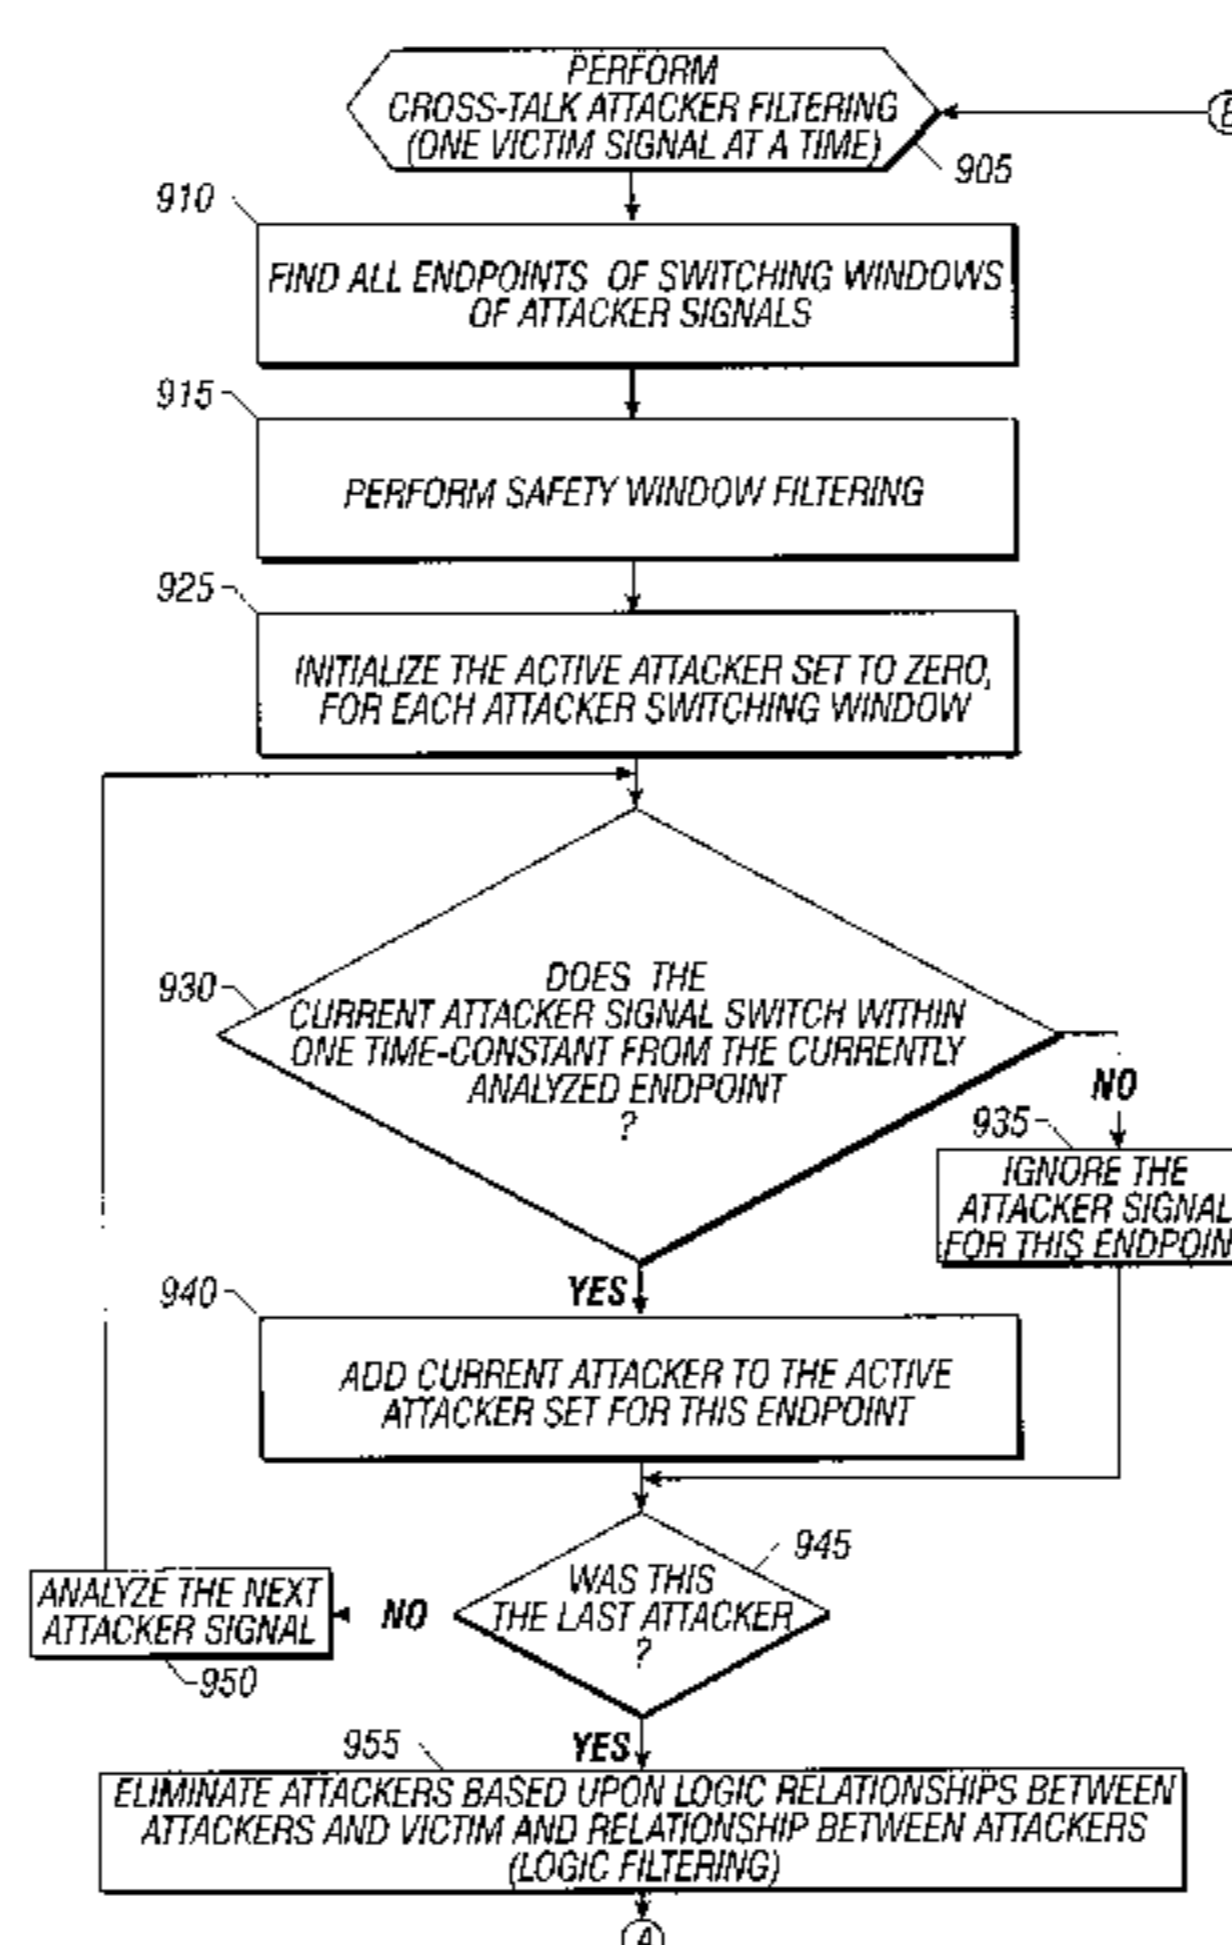 PERFORM
CROSS-TALK ATTACKER FILTERING
(ONE VICTIM SIGNAL AT A TIME)
905
910
FIND ALL ENDPOINTS OF SWITCHING WINDOWS
OF ATTACKER SIGNALS
915
PERFORM SAFETY WINDOW FILTERING
925
INITIALIZE THE ACTIVE ATTACKER SET TO ZERO,
FOR EACH ATTACKER SWITCHING WINDOW
930
DOES THE
CURRENT ATTACKER SIGNAL SWITCH WITHIN
ONE TIME-CONSTANT FROM THE CURRENTLY
ANALYZED ENDPOINT
?
NO
935
IGNORE THE
ATTACKER SIGNAL
FOR THIS
YES
940
ADD CURRENT ATTACKER TO THE ACTIVE
ATTACKER SET FOR THIS ENDPOINT
945
WAS THIS
THE LAST ATTACKER
?
NO
ANALYZE THE NEXT
ATTACKER SIGNAL
950
YES
955
ELIMINATE ATTACKERS BASED UPON LOGIC RELATIONSHIPS BETWEEN
ATTACKERS AND VICTIM AND RELATIONSHIP BETWEEN ATTACKERS
(LOGIC FILTERING)
A